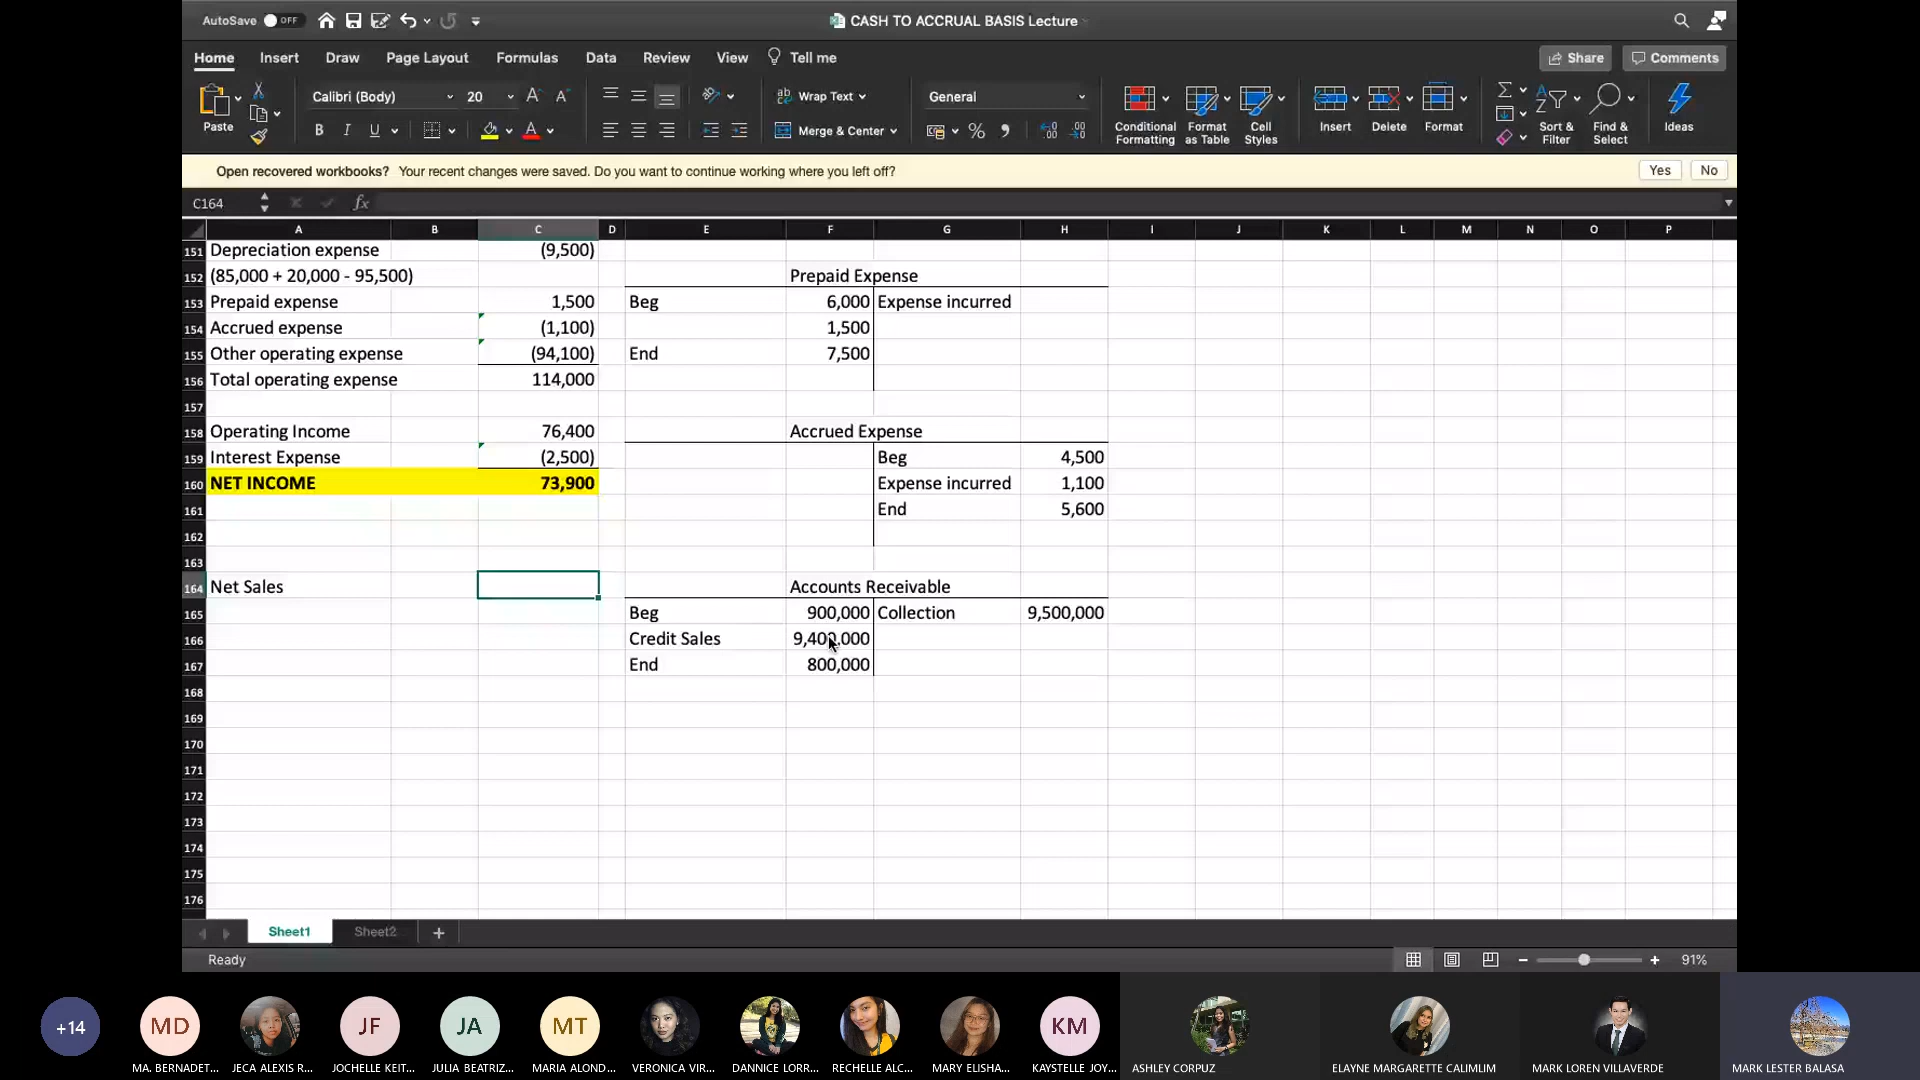 AutoSave OFF CASH TO ACCRUAL BASIS Lecture
Home Insert Draw Page Layout Formulas Data Review View Tell me Share Comments
Paste Calibri (Body) 20 A A Wrap Text General Conditional Formatting Format as Table Cell Styles Insert Delete Format Sort & Filter Find & Select Ideas
B I U A Merge & Center % 
Open recovered workbooks? Your recent changes were saved. Do you want to continue working where you left off? Yes No
C164 fx
A B C D E F G H I J K L M N O P
151 Depreciation expense (9,500)
152 (85,000 + 20,000 - 95,500) Prepaid Expense
153 Prepaid expense 1,500 Beg 6,000 Expense incurred
154 Accrued expense (1,100) 1,500
155 Other operating expense (94,100) End 7,500
156 Total operating expense 114,000
157
158 Operating Income 76,400 Accrued Expense
159 Interest Expense (2,500) Beg 4,500
160 NET INCOME 73,900 Expense incurred 1,100
161 End 5,600
162
163
164 Net Sales Accounts Receivable
165 Beg 900,000 Collection 9,500,000
166 Credit Sales 9,400,000
167 End 800,000
168
169
170
171
172
173
174
175
176
Sheet1 Sheet2 +
Ready 91%
+14 MD JF JA MT KM
MA. BERNADET... JECA ALEXIS R... JOCHELLE KEIT... JULIA BEATRIZ... MARIA ALOND... VERONICA VIR... DANNICE LORR... RECHELLE ALC... MARY ELISHA... KAYSTELLE JOY... ASHLEY CORPUZ ELAYNE MARGARETTE CALIMLIM MARK LOREN VILLAVERDE MARK LESTER BALASA